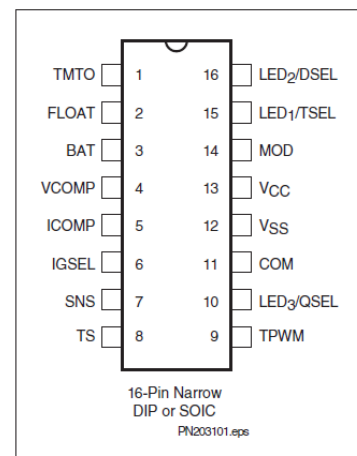 TMTO 1 16 LED2/DSEL
FLOAT 2 15 LED1/TSEL
BAT 3 14 MOD
VCOMP 4 13 VCC
ICOMP 5 12 VSS
IGSEL 6 11 COM
SNS 7 10 LED3/QSEL
TS 8 9 TPWM
16-Pin Narrow
DIP or SOIC
PN203101.eps